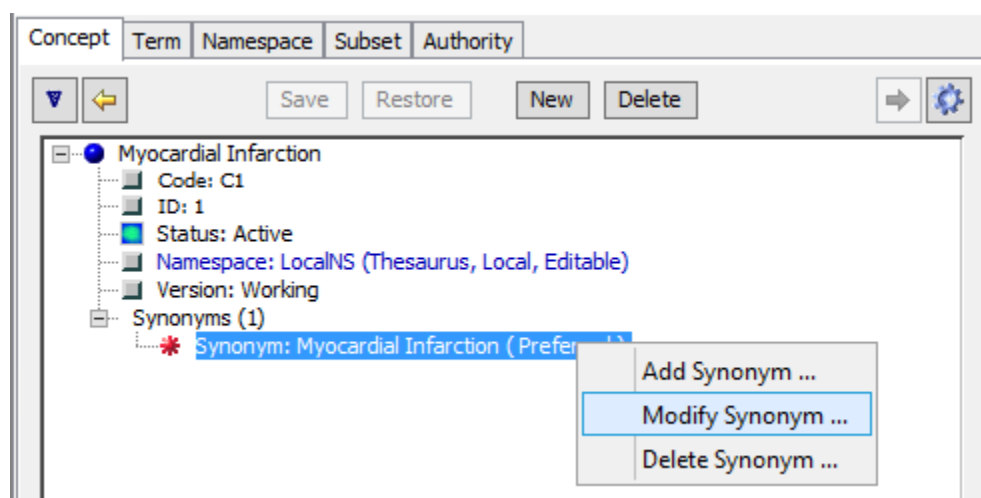 Concept Term Namespace Subset Authority
Save Restore New Delete
Myocardial Infarction
Code: C1
ID: 1
Status: Active
Namespace: LocalNS (Thesaurus, Local, Editable)
Version: Working
Synonyms (1)
Synonym: Myocardial Infarction (
Add Synonym ...
Modify Synonym ...
Delete Synonym ...